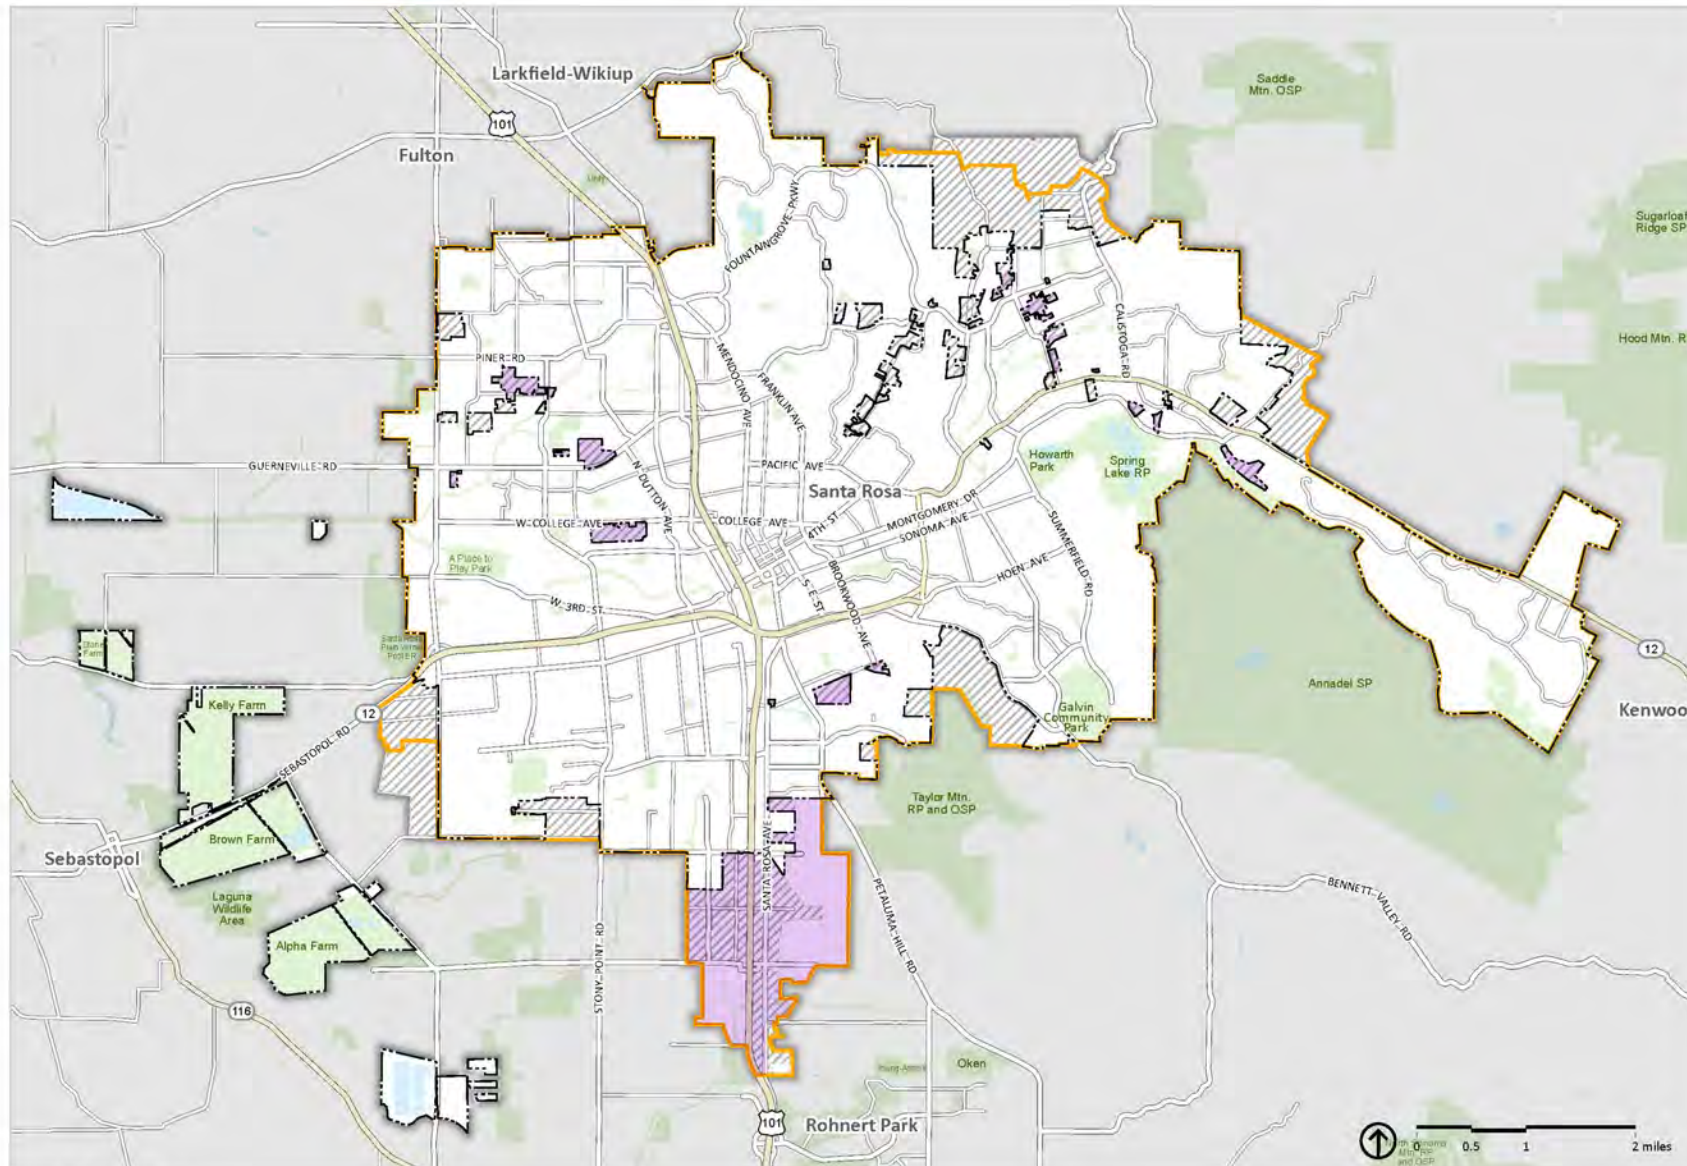 Larkfield-Wikiup
Saddle
Mtn. OSP
101
Fulton
FOUNTAINGROVE PKWY
Sugarloaf
Ridge SP
CALISTOGA RD
Hood Mtn. R
PINER RD
MENDOCINO AVE
FRANKLIN AVE
GUERNEVILLE RD
N DUTTON AVE
PACIFIC AVE
Howarth
Park
Spring
Lake RP
Santa Rosa
W COLLEGE AVE
COLLEGE AVE
4TH ST
MONTGOMERY DR
SONOMA AVE
SUMMERFIELD RD
A Place to
Play Park
HOEN AVE
BROOKWOOD AVE
S E ST
W 3RD ST
12
Stone
Farm
Annadel SP
Kelly Farm
12
Galvin
Community
Park
Kenwoo
SEBASTOPOL RD
Taylor Mtn.
RP and OSP
Brown Farm
Sebastopol
SANTA ROSA AVE
PETALUMA HILL RD
BENNETT VALLEY RD
Laguna
Wildlife
Area
Alpha Farm
STONY POINT RD
116
Oken
101
Rohnert Park
0
0.5
1
2 miles